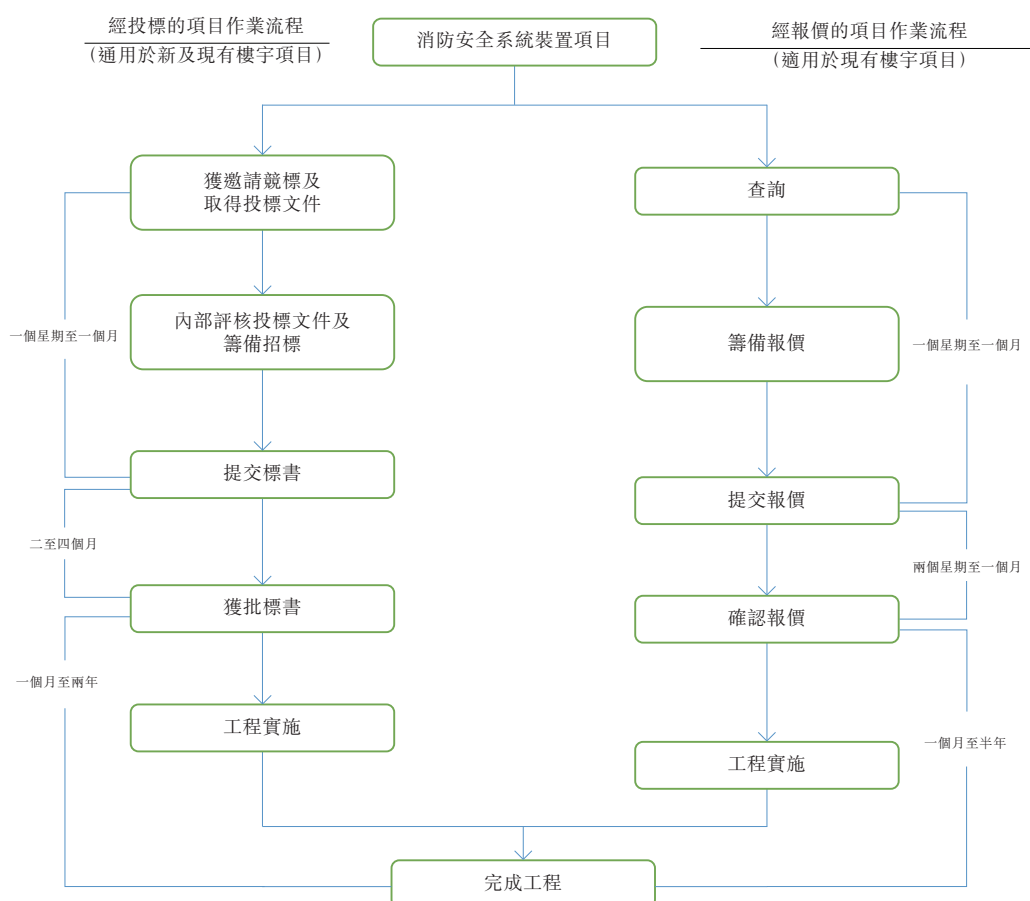 經投標的項目作業流程
(通用於新及現有樓宇項目)
消防安全系統裝置項目
經報價的項目作業流程
(適用於現有樓宇項目)
獲邀請競標及
取得投標文件
查詢
一個星期至一個月
內部評核投標文件及
籌備招標
籌備報價
一個星期至一個月
提交標書
提交報價
二至四個月
兩個星期至一個月
獲批標書
確認報價
一個月至兩年
工程實施
一個月至半年
工程實施
完成工程